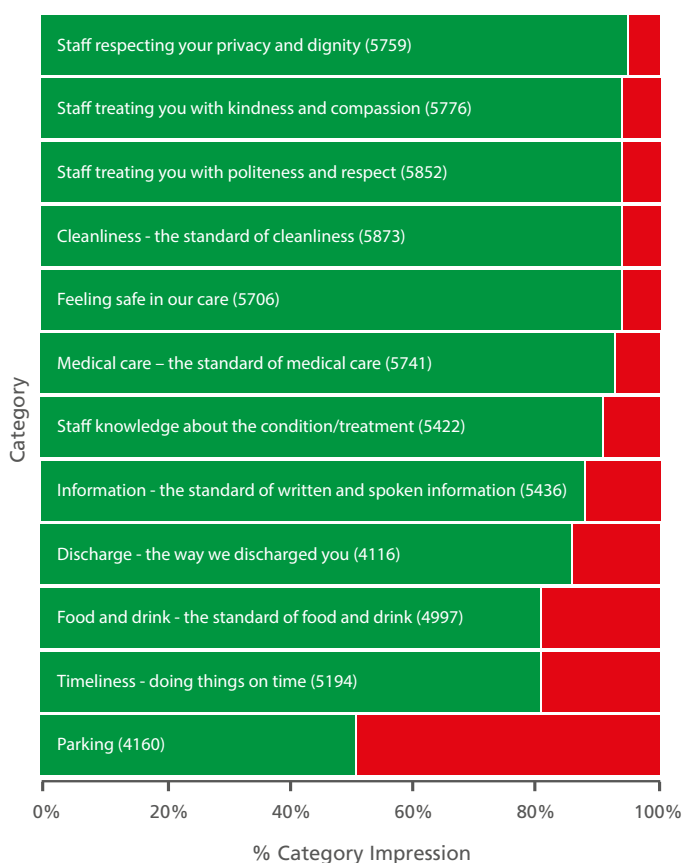 Staff respecting your privacy and dignity (5759)
Staff treating you with kindness and compassion (5776)
Staff treating you with politeness and respect (5852)
Cleanliness - the standard of cleanliness (5873)
Feeling safe in our care (5706)
Medical care – the standard of medical care (5741)
Staff knowledge about the condition/treatment (5422)
Information - the standard of written and spoken information (5436)
Discharge - the way we discharged you (4116)
Food and drink - the standard of food and drink (4997)
Timeliness - doing things on time (5194)
Parking (4160)
Category
0% 20% 40% 60% 80% 100%
% Category Impression